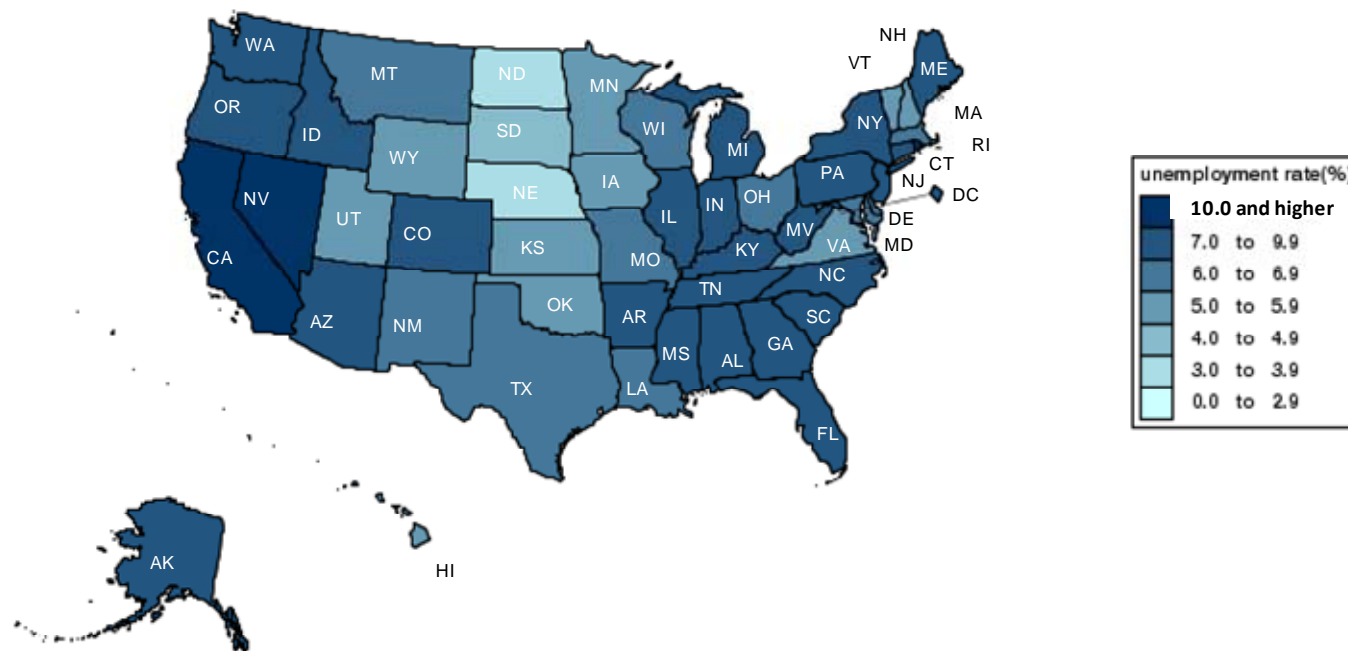 NH
WA
VT
ME
MT
ND
MN
OR
MA
NY
ID
SD
WI
RI
MI
WY
CT
PA
NJ
IA
NE
DC
NV
OH
UT
IL
IN
DE
CO
MV
KS
VA
MD
CA
KY
MO
NC
TN
OK
AZ
NM
AR
SC
MS
GA
AL
TX
LA
FL
AK
HI
unemployment rate(%)
10.0 and higher
7.0 to 9.9
6.0 to 6.9
5.0 to 5.9
4.0 to 4.9
3.0 to 3.9
0.0 to 2.9